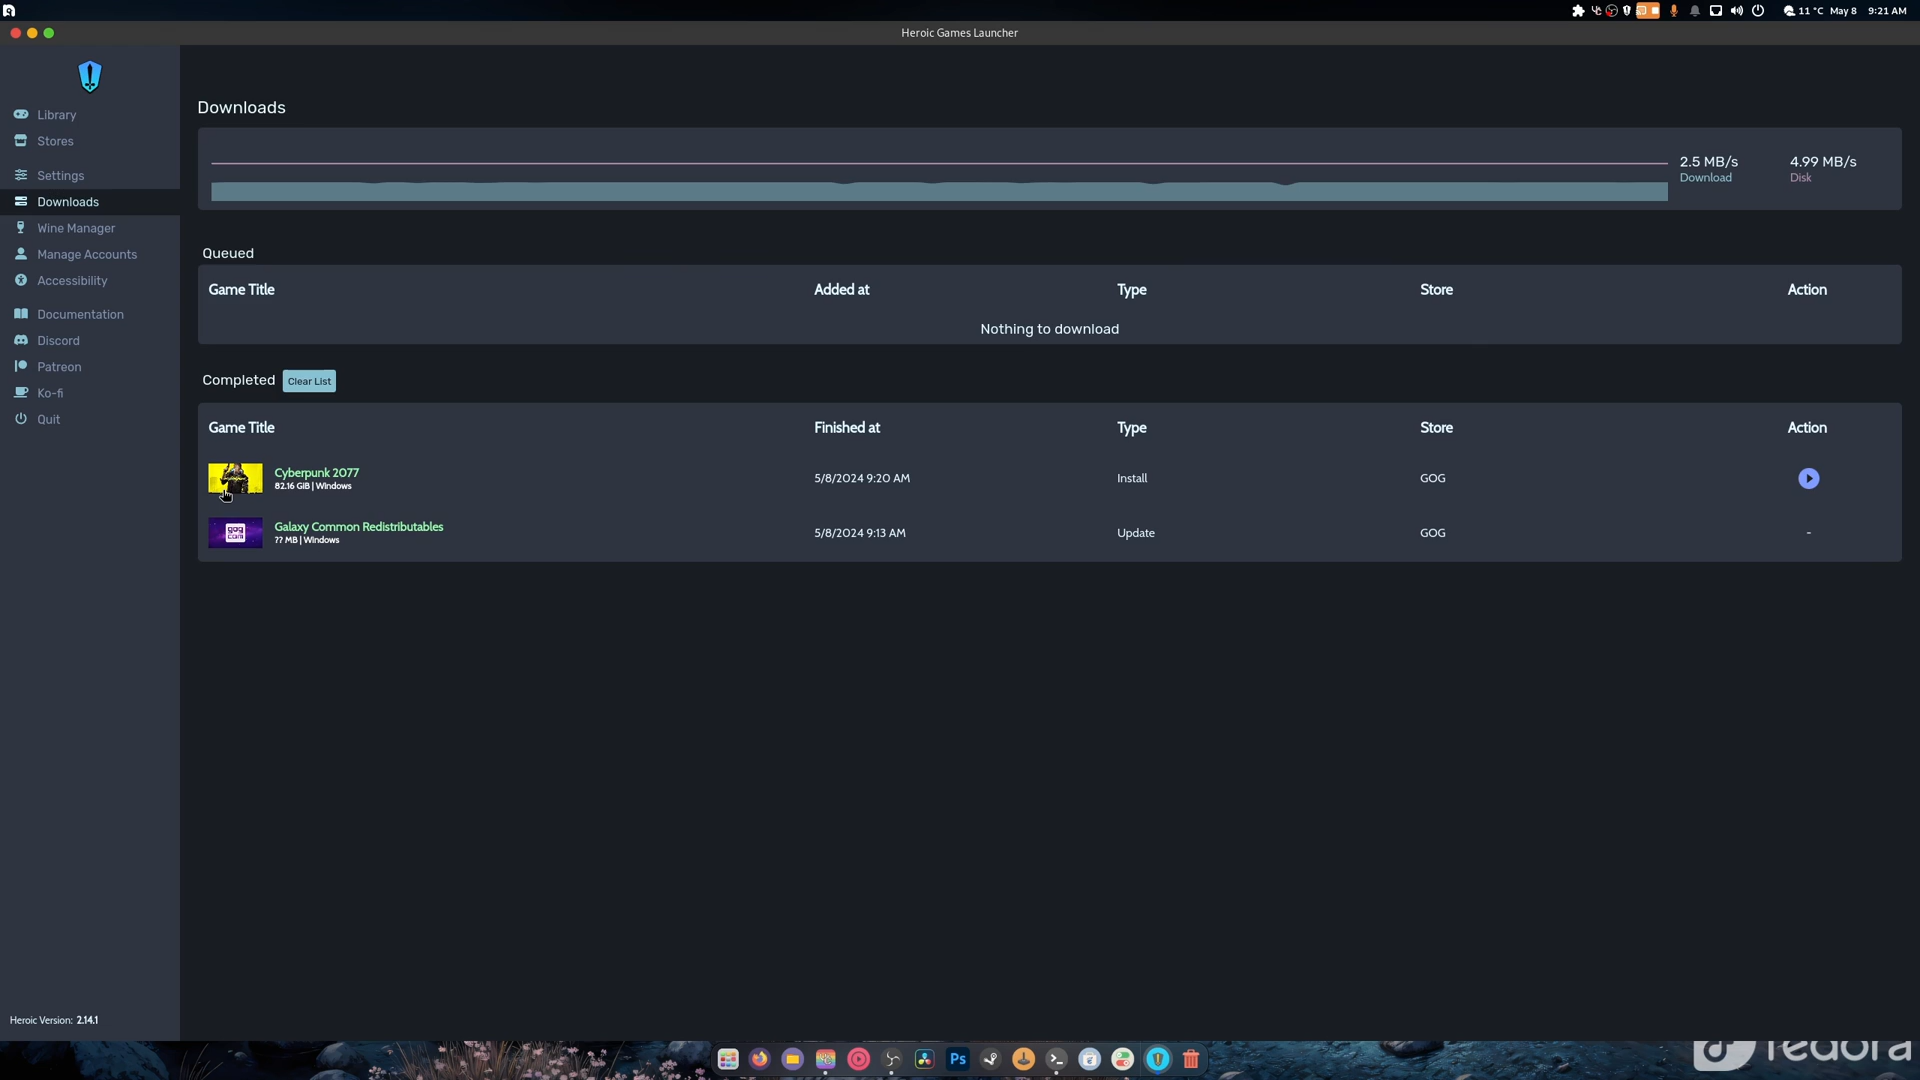 11 °C May 8 9:21 AM
Heroic Games Launcher
Library
Stores
Settings
Downloads
Wine Manager
Manage Accounts
Accessibility
Documentation
Discord
Patreon
Ko-fi
Quit
Heroic Version: 2.14.1
Downloads
2.5 MB/s
Download
4.99 MB/s
Disk
Queued
Game Title Added at Type Store Action
Nothing to download
Completed Clear List
Game Title Finished at Type Store Action
Cyberpunk 2077
82.16 GiB | Windows
5/8/2024 9:20 AM Install GOG
gog
com
Galaxy Common Redistributables
?? MB | Windows
5/8/2024 9:13 AM Update GOG -
Ps
fedora